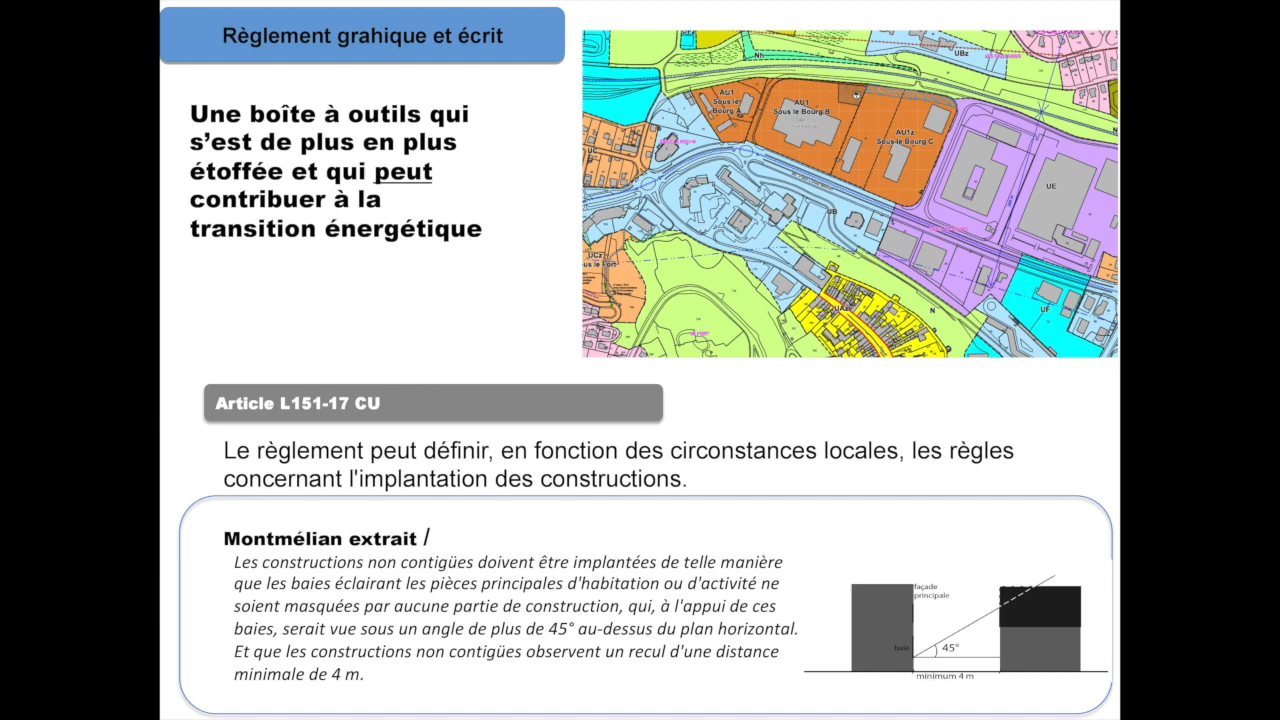 Règlement grahique et écrit
Une boîte à outils qui
s’est de plus en plus
étoffée et qui peut
contribuer à la
transition énergétique
Nh
UBz
N
AU1
Sous le
Bourg A
AU1
Sous le Bourg B
AU1z
Sous le Bourg C
UC
UE
UB
UCz
ous le Fort
UF
N
Article L151-17 CU
Le règlement peut définir, en fonction des circonstances locales, les règles
concernant l'implantation des constructions.
Montmélian extrait /
Les constructions non contigües doivent être implantées de telle manière
que les baies éclairant les pièces principales d'habitation ou d'activité ne
soient masquées par aucune partie de construction, qui, à l'appui de ces
baies, serait vue sous un angle de plus de 45° au-dessus du plan horizontal.
Et que les constructions non contigües observent un recul d'une distance
minimale de 4 m.
façade
principale
baie
45°
minimum 4 m